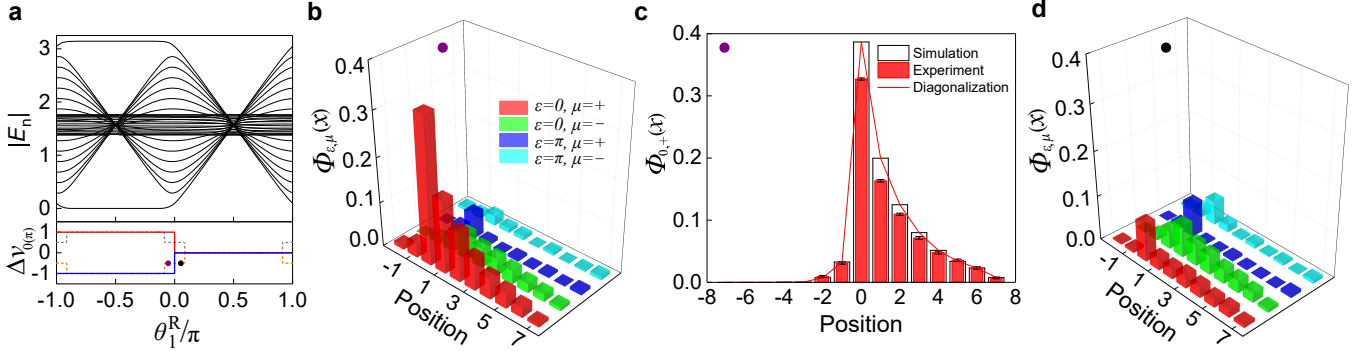 a
|E_n|
3
2
1
0
Δν_0(π)
1
0
-1
-1.0 -0.5 0.0 0.5 1.0
θ_1^R/π
b
Φ_ε,μ(x)
0.4
0.3
0.2
0.1
0.0
ε=0, μ=+
ε=0, μ=−
ε=π, μ=+
ε=π, μ=−
-1 1 3 5 7
Position
c
Φ_0,+(x)
0.4
0.3
0.2
0.1
0.0
Simulation
Experiment
Diagonalization
-8 -6 -4 -2 0 2 4 6 8
Position
d
Φ_ε,μ(x)
0.4
0.3
0.2
0.1
0.0
-1 1 3 5 7
Position